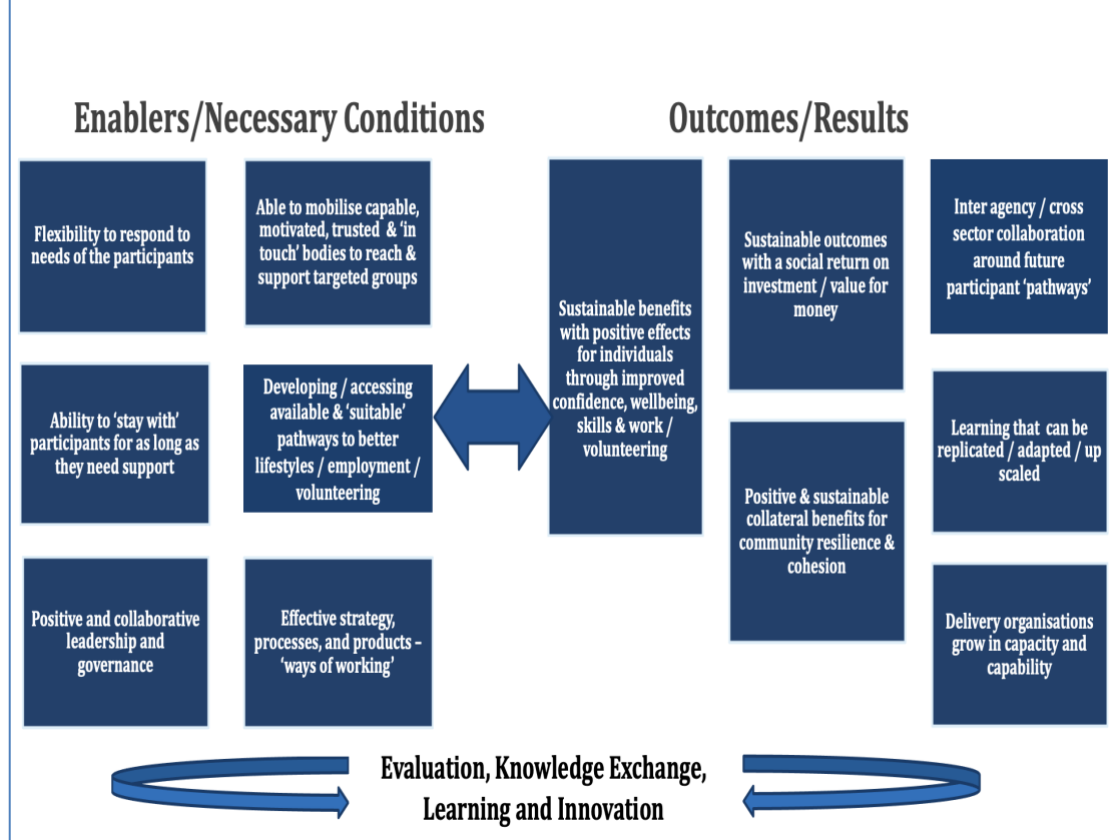 Enablers/Necessary Conditions
Outcomes/Results
Flexibility to respond to
needs of the participants
Able to mobilise capable,
motivated, trusted & ‘in
touch’ bodies to reach &
support targeted groups
Ability to ‘stay with’
participants for as long as
they need support
Developing / accessing
available & ‘suitable’
pathways to better
lifestyles / employment /
volunteering
Positive and collaborative
leadership and
governance
Effective strategy,
processes, and products –
‘ways of working’
Sustainable benefits
with positive effects
for individuals
through improved
confidence, wellbeing,
skills & work /
volunteering
Sustainable outcomes
with a social return on
investment / value for
money
Positive & sustainable
collateral benefits for
community resilience &
cohesion
Inter agency / cross
sector collaboration
around future
participant ‘pathways’
Learning that can be
replicated / adapted / up
scaled
Delivery organisations
grow in capacity and
capability
Evaluation, Knowledge Exchange,
Learning and Innovation